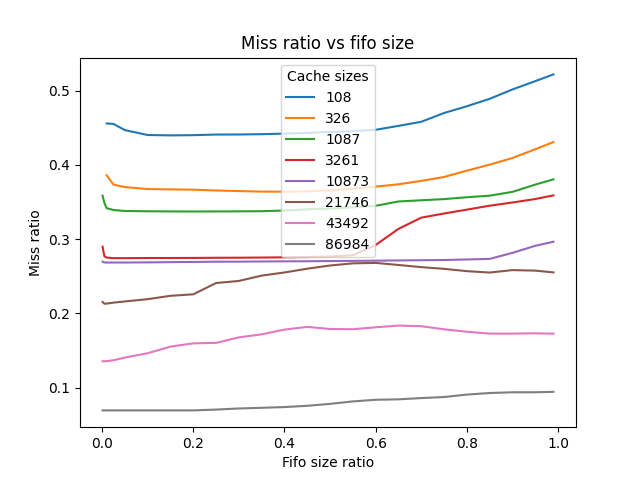 Miss ratio vs fifo size
Cache sizes
108
326
1087
3261
10873
21746
43492
86984
0.5
0.4
0.3
0.2
0.1
Miss ratio
0.0 0.2 0.4 0.6 0.8 1.0
Fifo size ratio